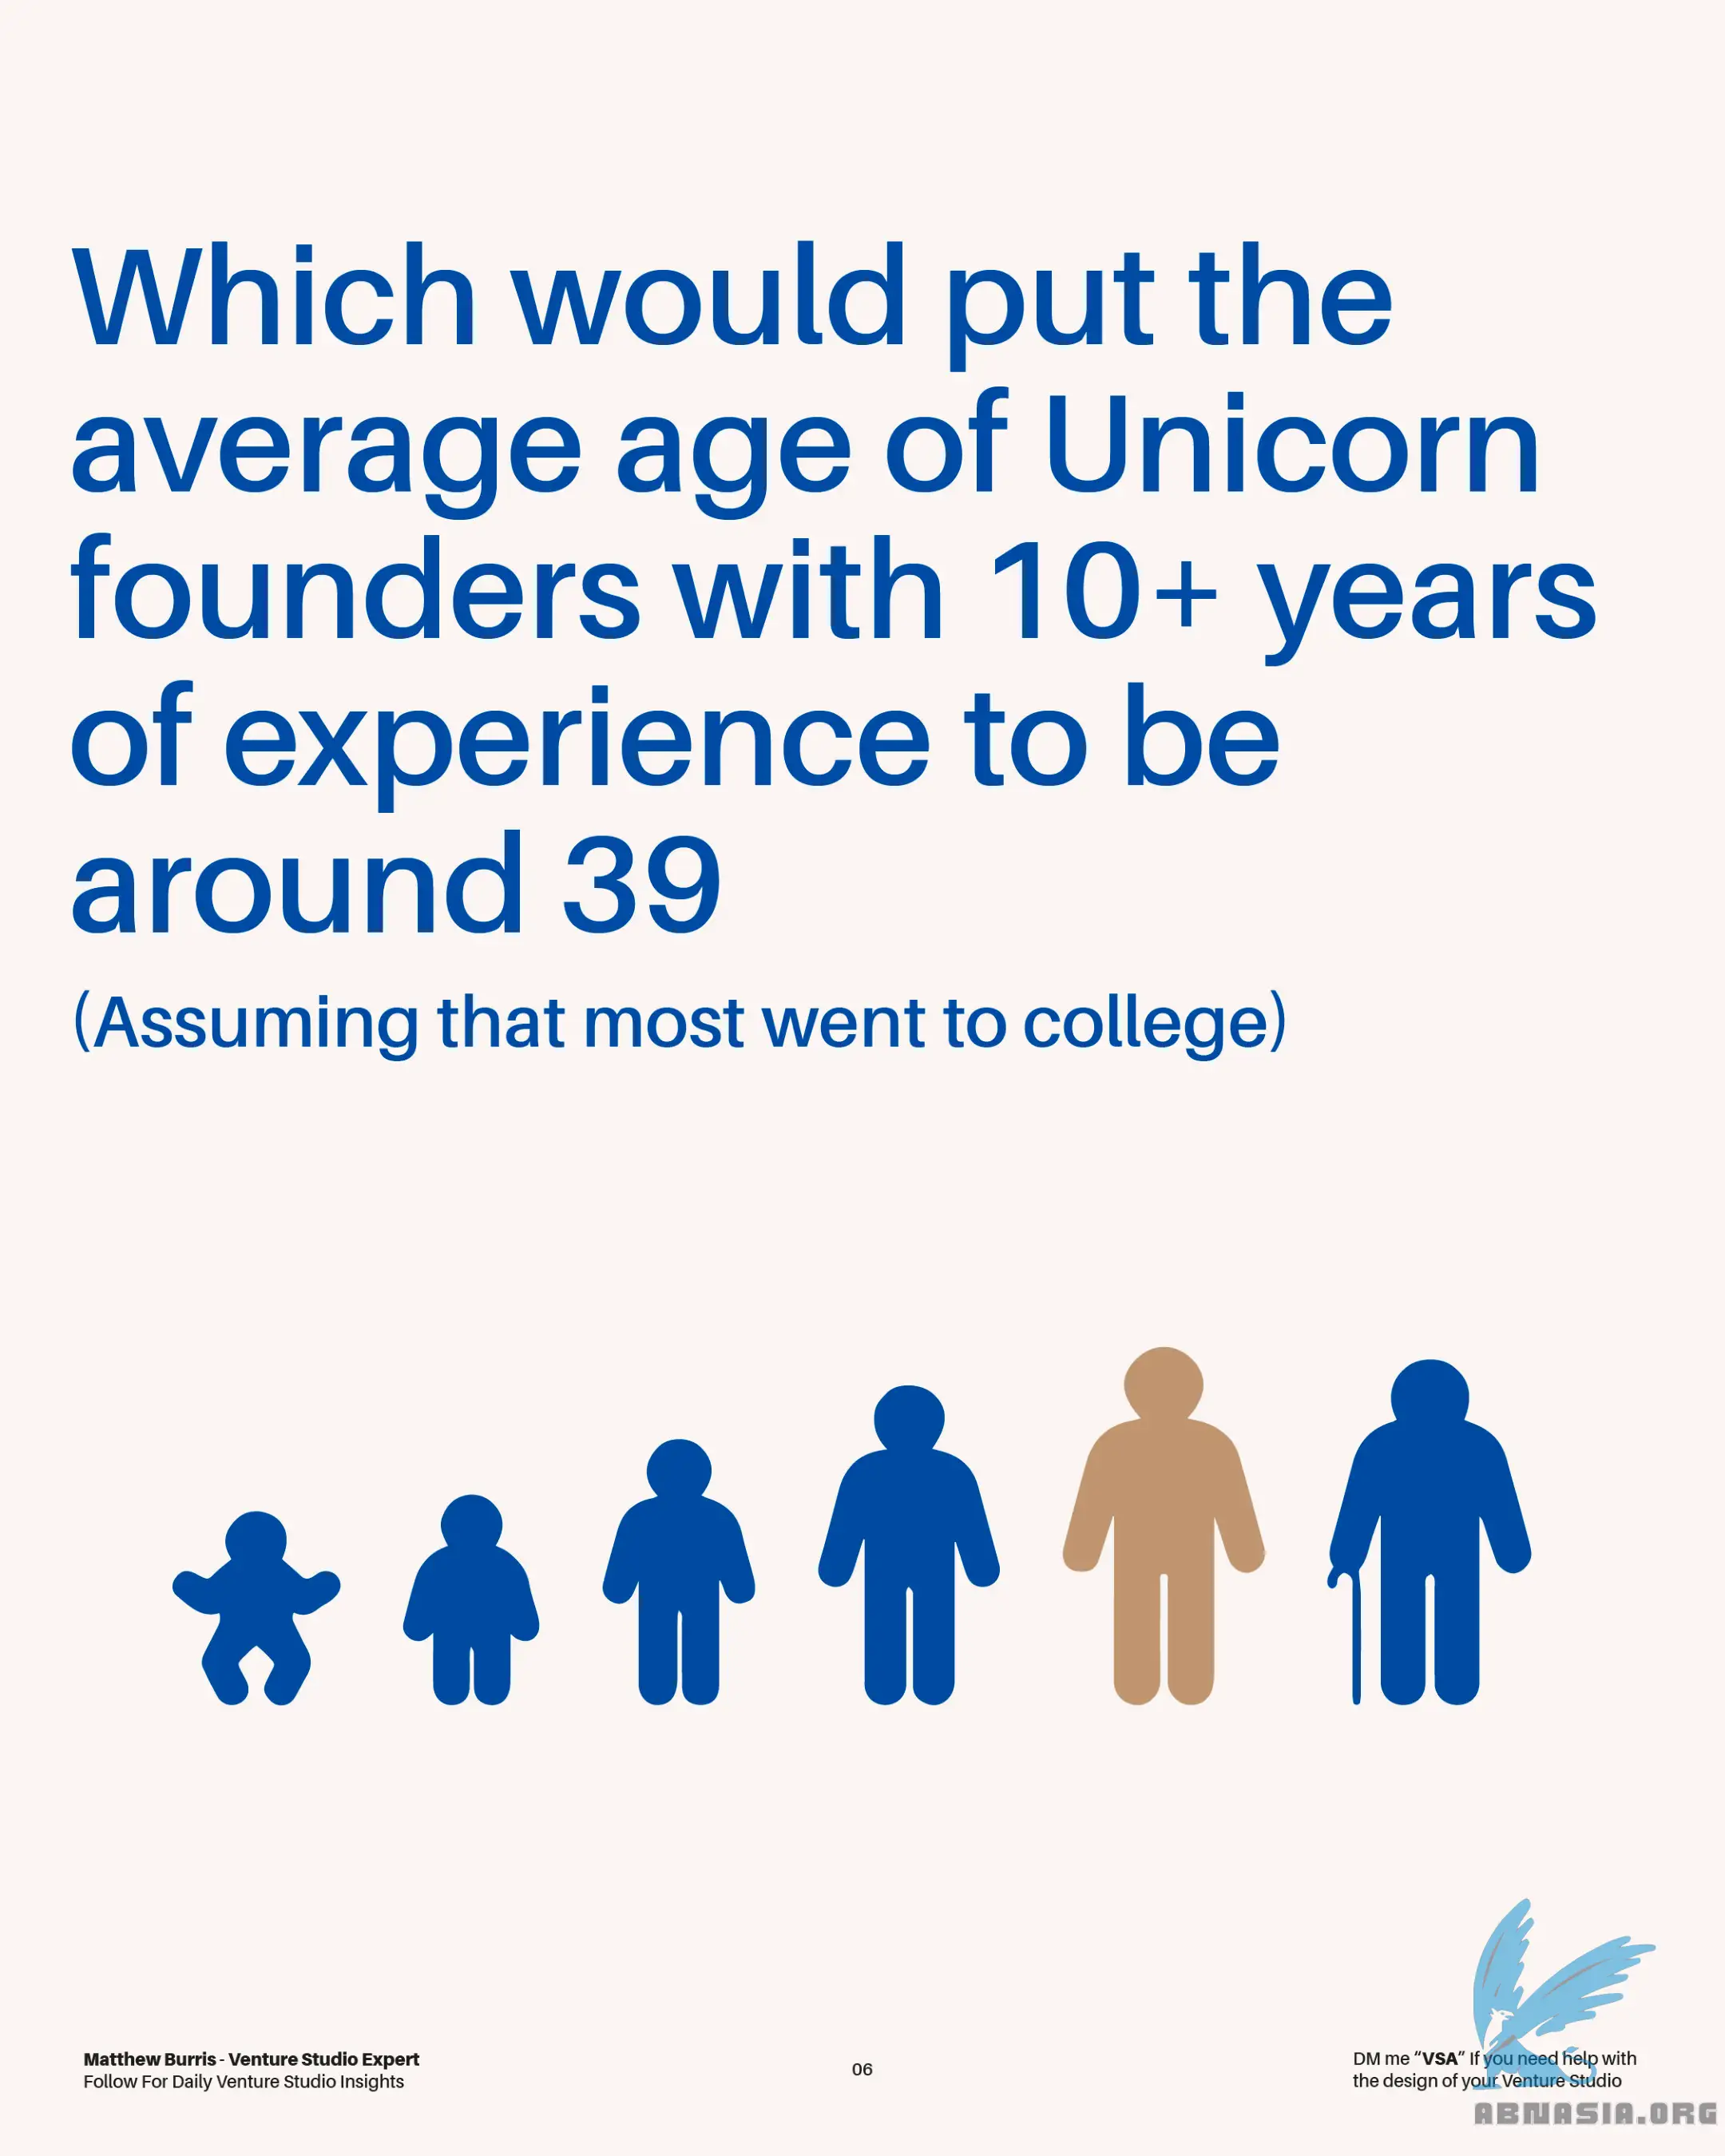 Which would put the
average age of Unicorn
founders with 10+ years
of experience to be
around 39
(Assuming that most went to college)
Matthew Burris - Venture Studio Expert
Follow For Daily Venture Studio Insights
06
DM me “VSA” If you need help with
the design of your Venture Studio
ABNASIA.ORG